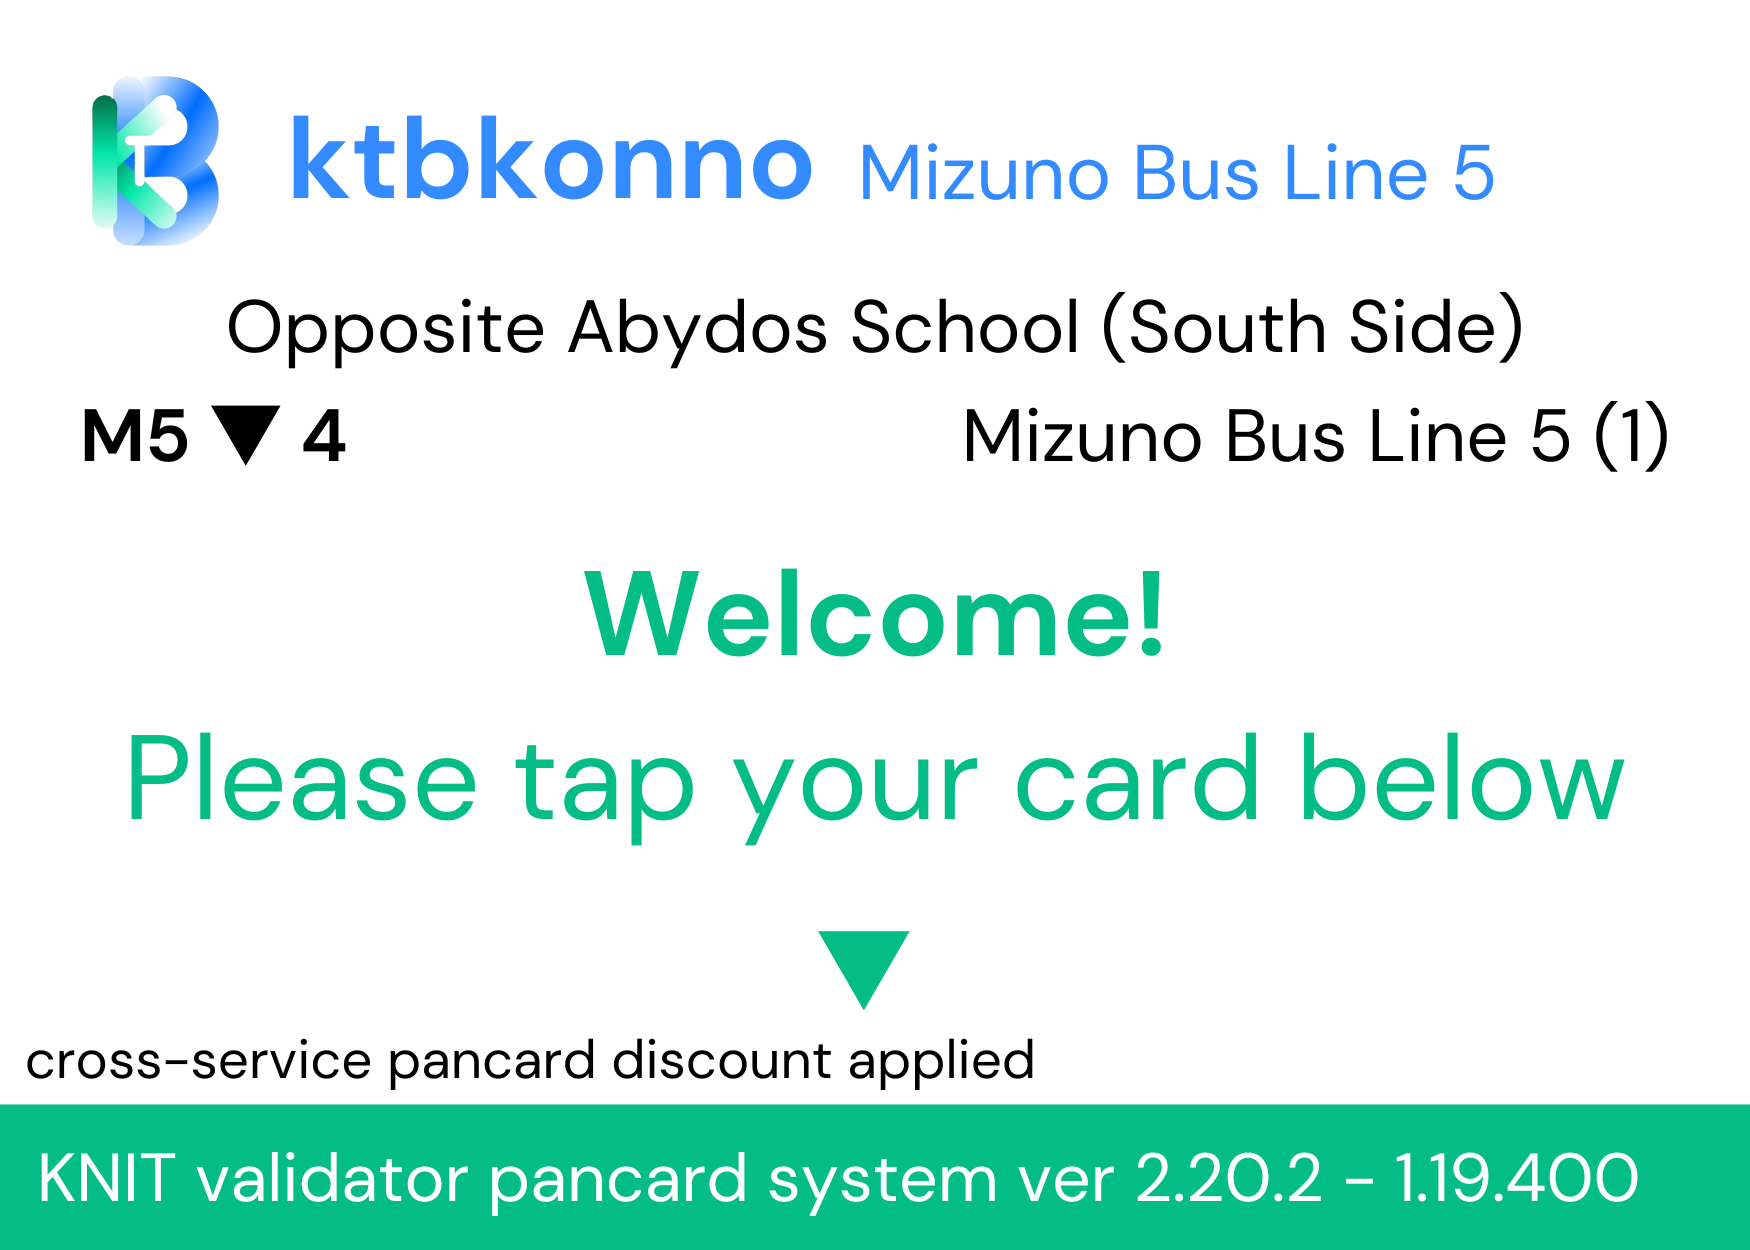 ktbkonno Mizuno Bus Line 5
Opposite Abydos School (South Side)
M5 ▼ 4 Mizuno Bus Line 5 (1)
Welcome!
Please tap your card below
▼
cross-service pancard discount applied
KNIT validator pancard system ver 2.20.2 - 1.19.400